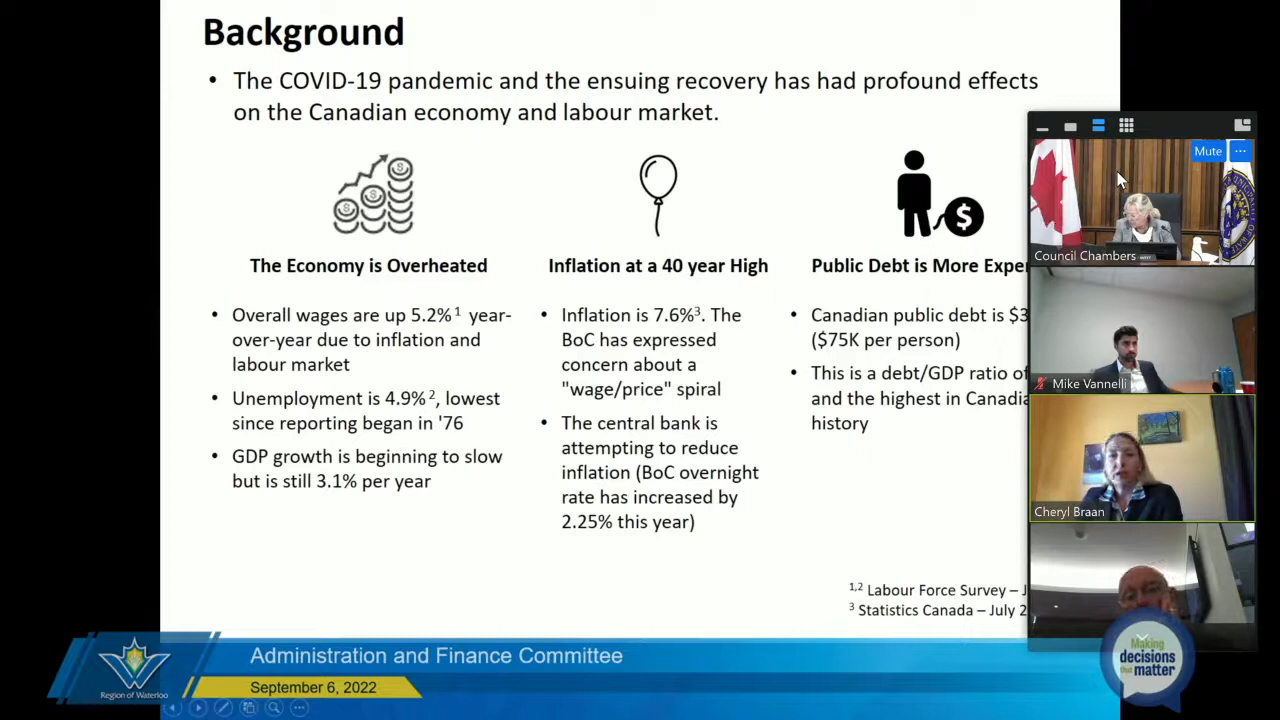 Background
• The COVID-19 pandemic and the ensuing recovery has had profound effects
on the Canadian economy and labour market.
The Economy is Overheated
• Overall wages are up 5.2%¹ year-
over-year due to inflation and
labour market
• Unemployment is 4.9%², lowest
since reporting began in '76
• GDP growth is beginning to slow
but is still 3.1% per year
Inflation at a 40 year High
• Inflation is 7.6%³. The
BoC has expressed
concern about a
"wage/price" spiral
• The central bank is
attempting to reduce
inflation (BoC overnight
rate has increased by
2.25% this year)
Public Debt is More Exper
• Canadian public debt is $3
($75K per person)
• This is a debt/GDP ratio of
and the highest in Canadia
history
¹,² Labour Force Survey – J
³ Statistics Canada – July 2
Mute
Council Chambers
Mike Vannelli
Cheryl Braan
Administration and Finance Committee
September 6, 2022
Region of Waterloo
Making
decisions
that matter